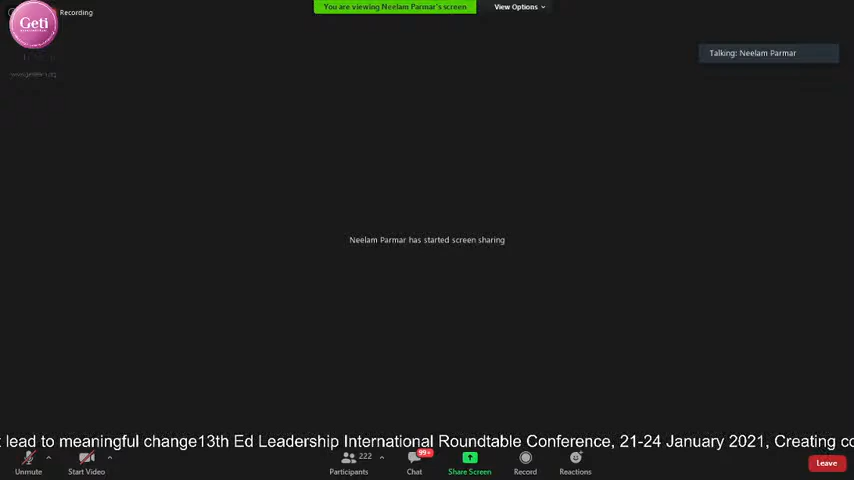 Geti
Recording
You are viewing Neelam Parmar's screen
View Options
Talking: Neelam Parmar
Neelam Parmar has started screen sharing
lead to meaningful change13th Ed Leadership International Roundtable Conference, 21-24 January 2021, Creating co
Unmute
Start Video
222
Participants
99+
Chat
Share Screen
Record
Reactions
Leave